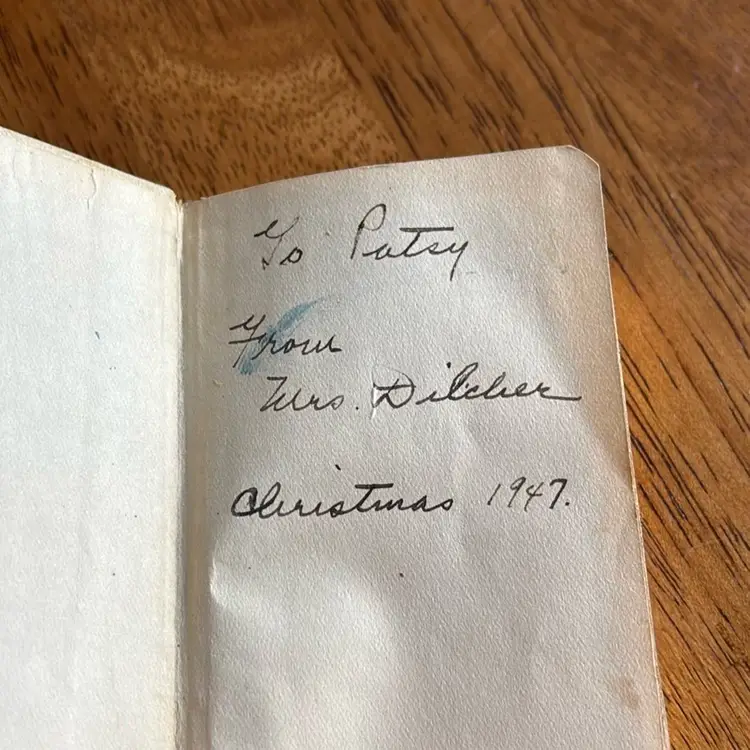 To Patsy
From
Mrs. Dilcher
Christmas 1947.